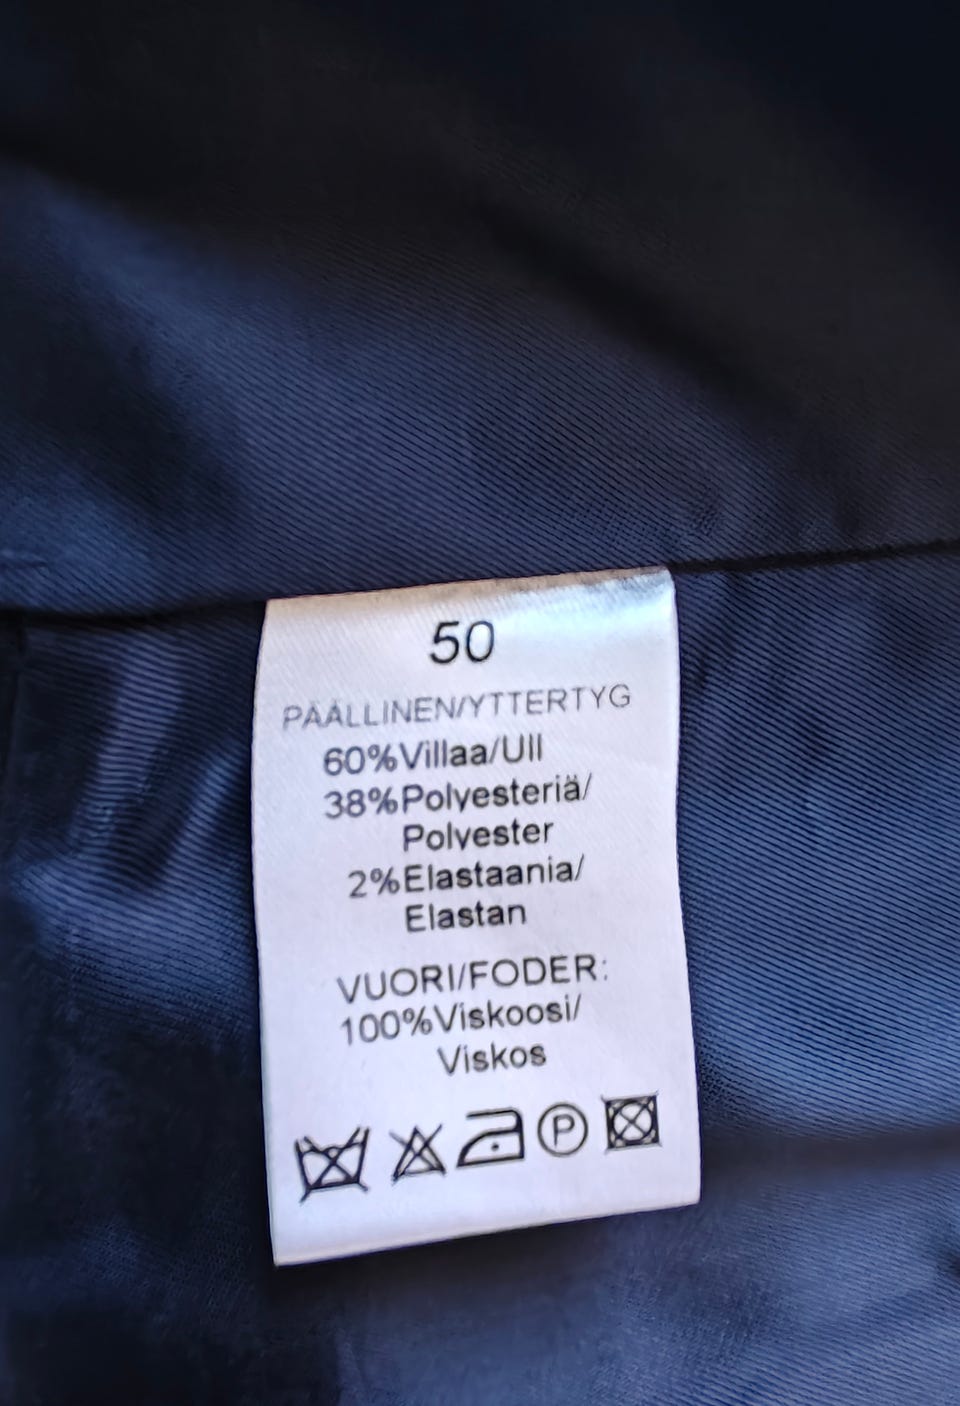 50
PÄÄLLINEN/YTTERTYG
60%Villaa/Ull
38%Polyesteriä/
Polyester
2%Elastaania/
Elastan
VUORI/FODER:
100%Viskoosi/
Viskos
P